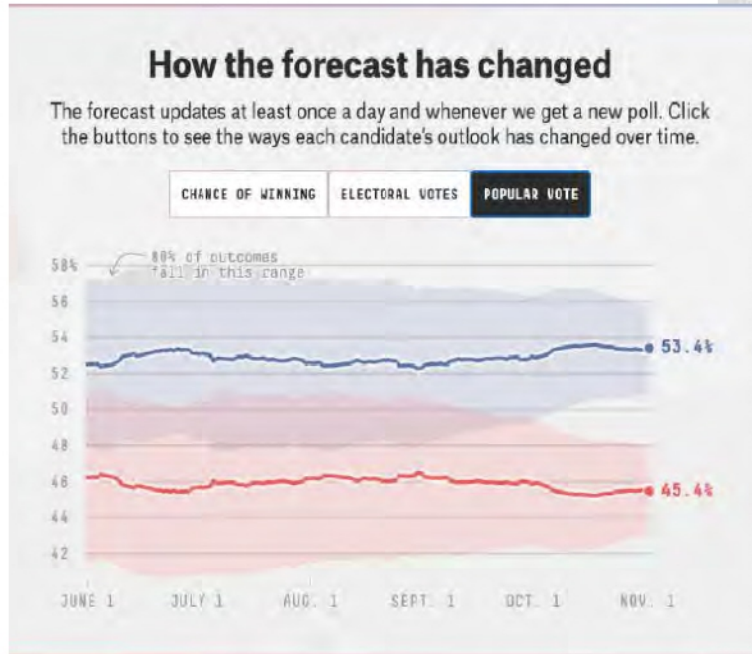 How the forecast has changed
The forecast updates at least once a day and whenever we get a new poll. Click
the buttons to see the ways each candidate's outlook has changed over time.
CHANCE OF WINNING
ELECTORAL VOTES
POPULAR VOTE
58%
80% of outcomes
fall in this range
56
54
53.4%
52
50
48
46
45.4%
44
42
JUNE 1
JULY 1
AUG. 1
SEPT. 1
OCT. 1
NOV. 1